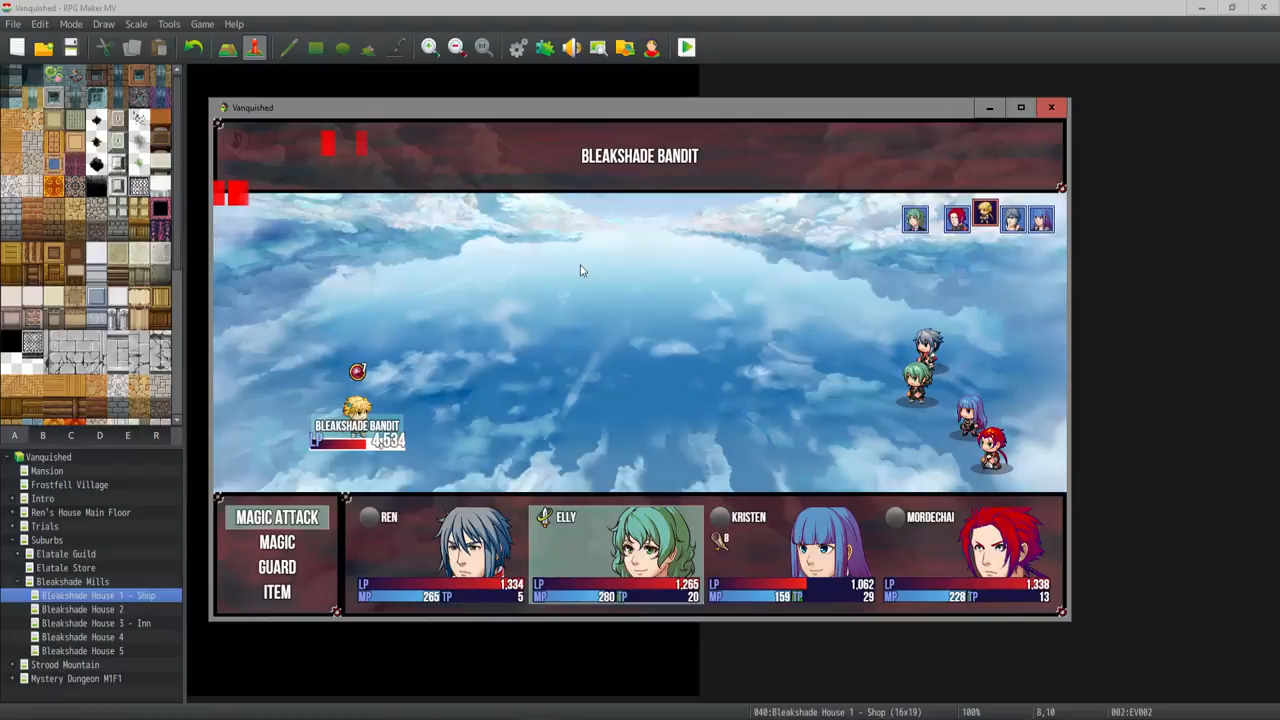 Vanquished - RPG Maker MV
File Edit Mode Draw Scale Tools Game Help
Vanquished
BLEAKSHADE BANDIT
BLEAKSHADE BANDIT
LP 4,534
MAGIC ATTACK
MAGIC
GUARD
ITEM
REN
LP 1,334
MP 265 TP 5
ELLY
LP 1,265
MP 280 TP 20
KRISTEN
8
LP 1,062
MP 159 TP 29
MORDECHAI
LP 1,338
MP 228 TP 13
A B C D E R
Vanquished
Mansion
Frostfell Village
Intro
Ren's House Main Floor
Trials
Suburbs
Elatale Guild
Elatale Store
Bleakshade Mills
Bleakshade House 1 - Shop
Bleakshade House 2
Bleakshade House 3 - Inn
Bleakshade House 4
Bleakshade House 5
Strood Mountain
Mystery Dungeon M1F1
040:Bleakshade House 1 - Shop (16x19) 100% 8,10 002:EV002